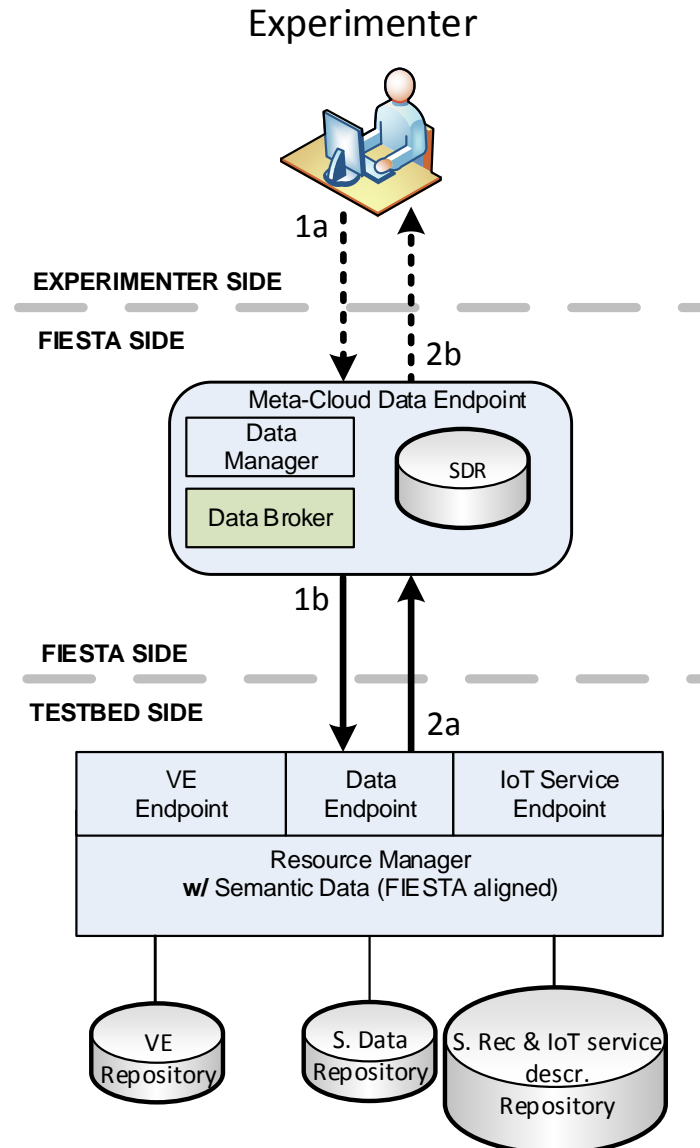 Experimenter
1a
EXPERIMENTER SIDE
FIESTA SIDE
2b
Meta-Cloud Data Endpoint
Data
Manager
SDR
Data Broker
1b
FIESTA SIDE
TESTBED SIDE
2a
VE
Endpoint
Data
Endpoint
IoT Service
Endpoint
Resource Manager
w/ Semantic Data (FIESTA aligned)
VE
Repository
S. Data
Repository
S. Rec & IoT service
descr.
Repository